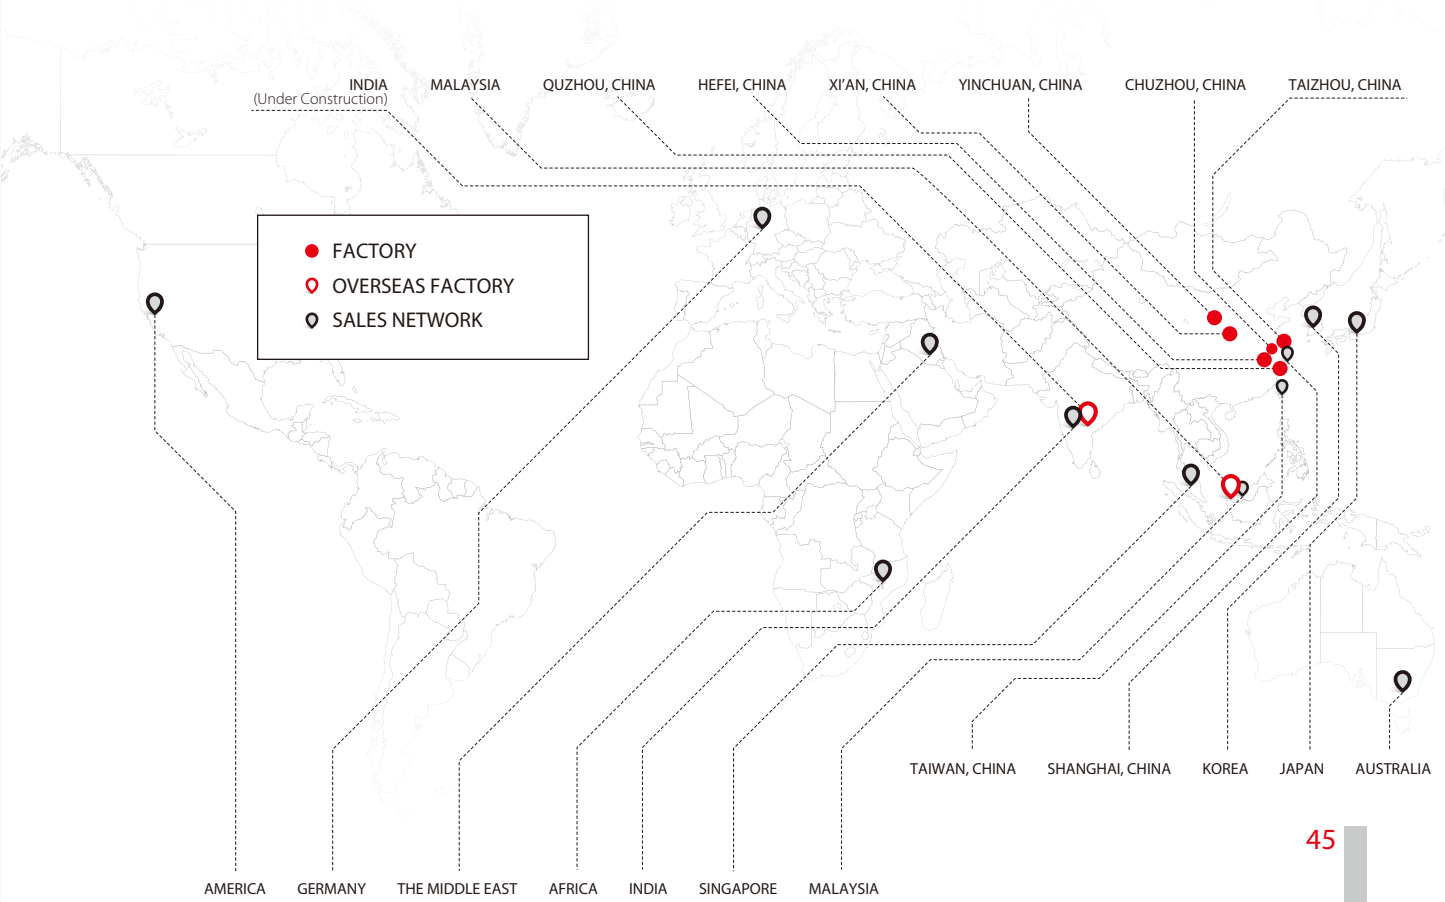 INDIA
(Under Construction)
MALAYSIA
QUZHOU, CHINA
HEFEI, CHINA
XI'AN, CHINA
YINCHUAN, CHINA
CHUZHOU, CHINA
TAIZHOU, CHINA
FACTORY
OVERSEAS FACTORY
SALES NETWORK
TAIWAN, CHINA
SHANGHAI, CHINA
KOREA
JAPAN
AUSTRALIA
45
AMERICA
GERMANY
THE MIDDLE EAST
AFRICA
INDIA
SINGAPORE
MALAYSIA